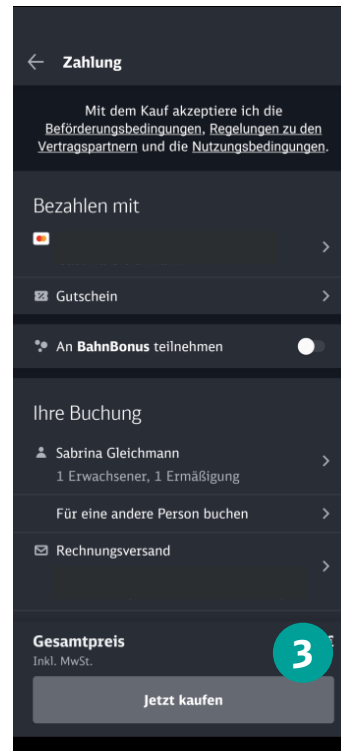 Zahlung
Mit dem Kauf akzeptiere ich die
Beförderungsbedingungen, Regelungen zu den
Vertragspartnern und die Nutzungsbedingungen.
Bezahlen mit
Gutschein
An BahnBonus teilnehmen
Ihre Buchung
Sabrina Gleichmann
1 Erwachsener, 1 Ermäßigung
Für eine andere Person buchen
Rechnungsversand
Gesamtpreis
Inkl. MwSt.
3
Jetzt kaufen